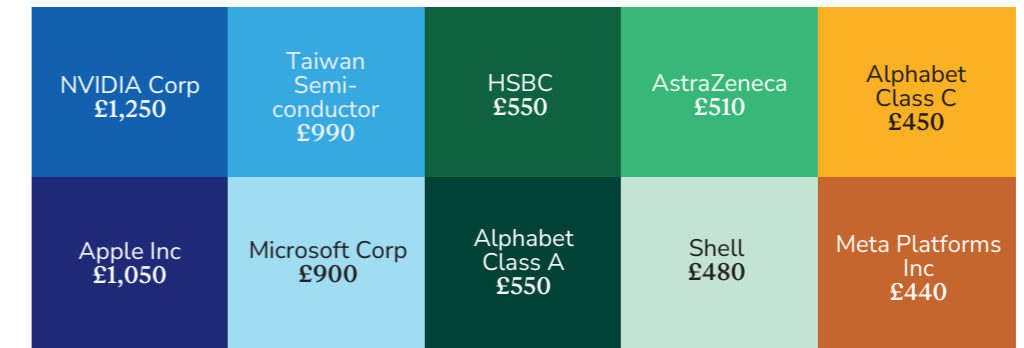 NVIDIA Corp
£1,250
Taiwan
Semi-
conductor
£990
HSBC
£550
AstraZeneca
£510
Alphabet
Class C
£450
Apple Inc
£1,050
Microsoft Corp
£900
Alphabet
Class A
£550
Shell
£480
Meta Platforms
Inc
£440